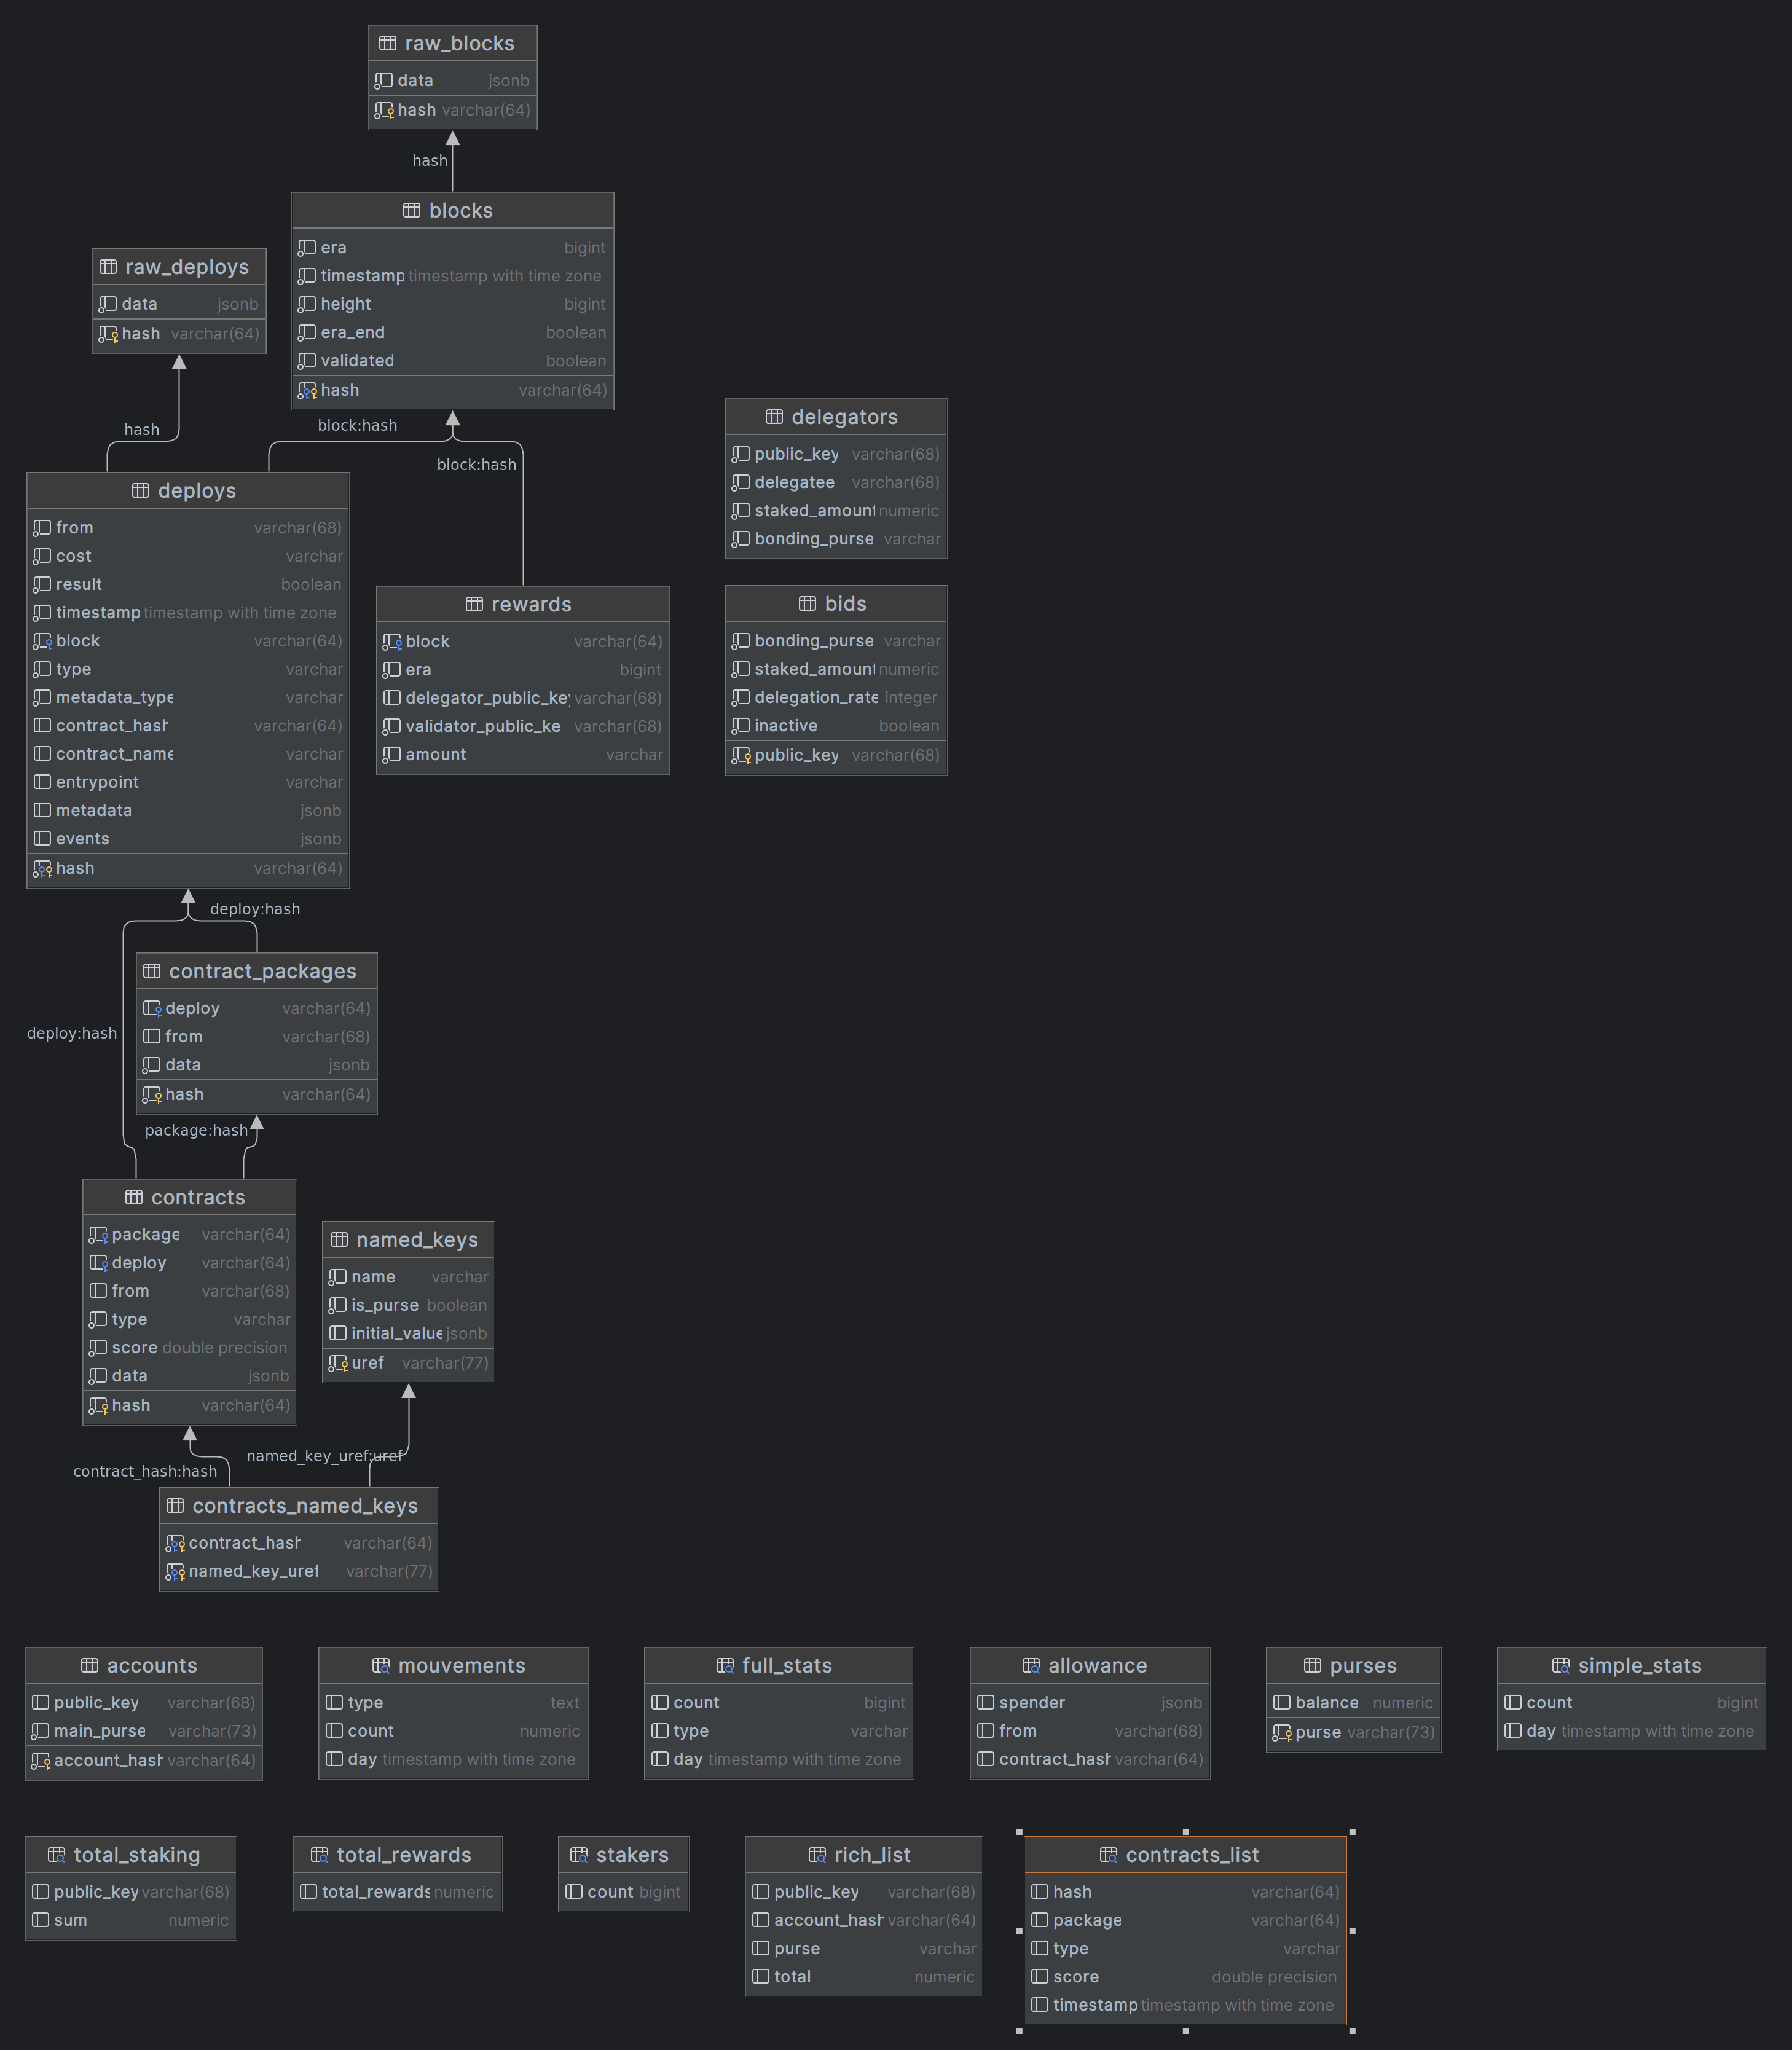 raw_blocks
data jsonb
hash varchar(64)
hash
blocks
era bigint
timestamp timestamp with time zone
height bigint
era_end boolean
validated boolean
hash varchar(64)
raw_deploys
data jsonb
hash varchar(64)
hash
block:hash
block:hash
deploys
from varchar(68)
cost varchar
result boolean
timestamp timestamp with time zone
block varchar(64)
type varchar
metadata_type varchar
contract_hash varchar(64)
contract_name varchar
entrypoint varchar
metadata jsonb
events jsonb
hash varchar(64)
rewards
block varchar(64)
era bigint
delegator_public_key varchar(68)
validator_public_ke varchar(68)
amount varchar
delegators
public_key varchar(68)
delegatee varchar(68)
staked_amount numeric
bonding_purse varchar
bids
bonding_purse varchar
staked_amount numeric
delegation_rate integer
inactive boolean
public_key varchar(68)
deploy:hash
contract_packages
deploy varchar(64)
from varchar(68)
data jsonb
hash varchar(64)
deploy:hash
package:hash
contracts
package varchar(64)
deploy varchar(64)
from varchar(68)
type varchar
score double precision
data jsonb
hash varchar(64)
named_keys
name varchar
is_purse boolean
initial_value jsonb
uref varchar(77)
named_key_uref:uref
contract_hash:hash
contracts_named_keys
contract_hash varchar(64)
named_key_uref varchar(77)
accounts
public_key varchar(68)
main_purse varchar(73)
account_hash varchar(64)
mouvements
type text
count numeric
day timestamp with time zone
full_stats
count bigint
type varchar
day timestamp with time zone
allowance
spender jsonb
from varchar(68)
contract_hash varchar(64)
purses
balance numeric
purse varchar(73)
simple_stats
count bigint
day timestamp with time zone
total_staking
public_key varchar(68)
sum numeric
total_rewards
total_rewards numeric
stakers
count bigint
rich_list
public_key varchar(68)
account_hash varchar(64)
purse varchar
total numeric
contracts_list
hash varchar(64)
package varchar(64)
type varchar
score double precision
timestamp timestamp with time zone